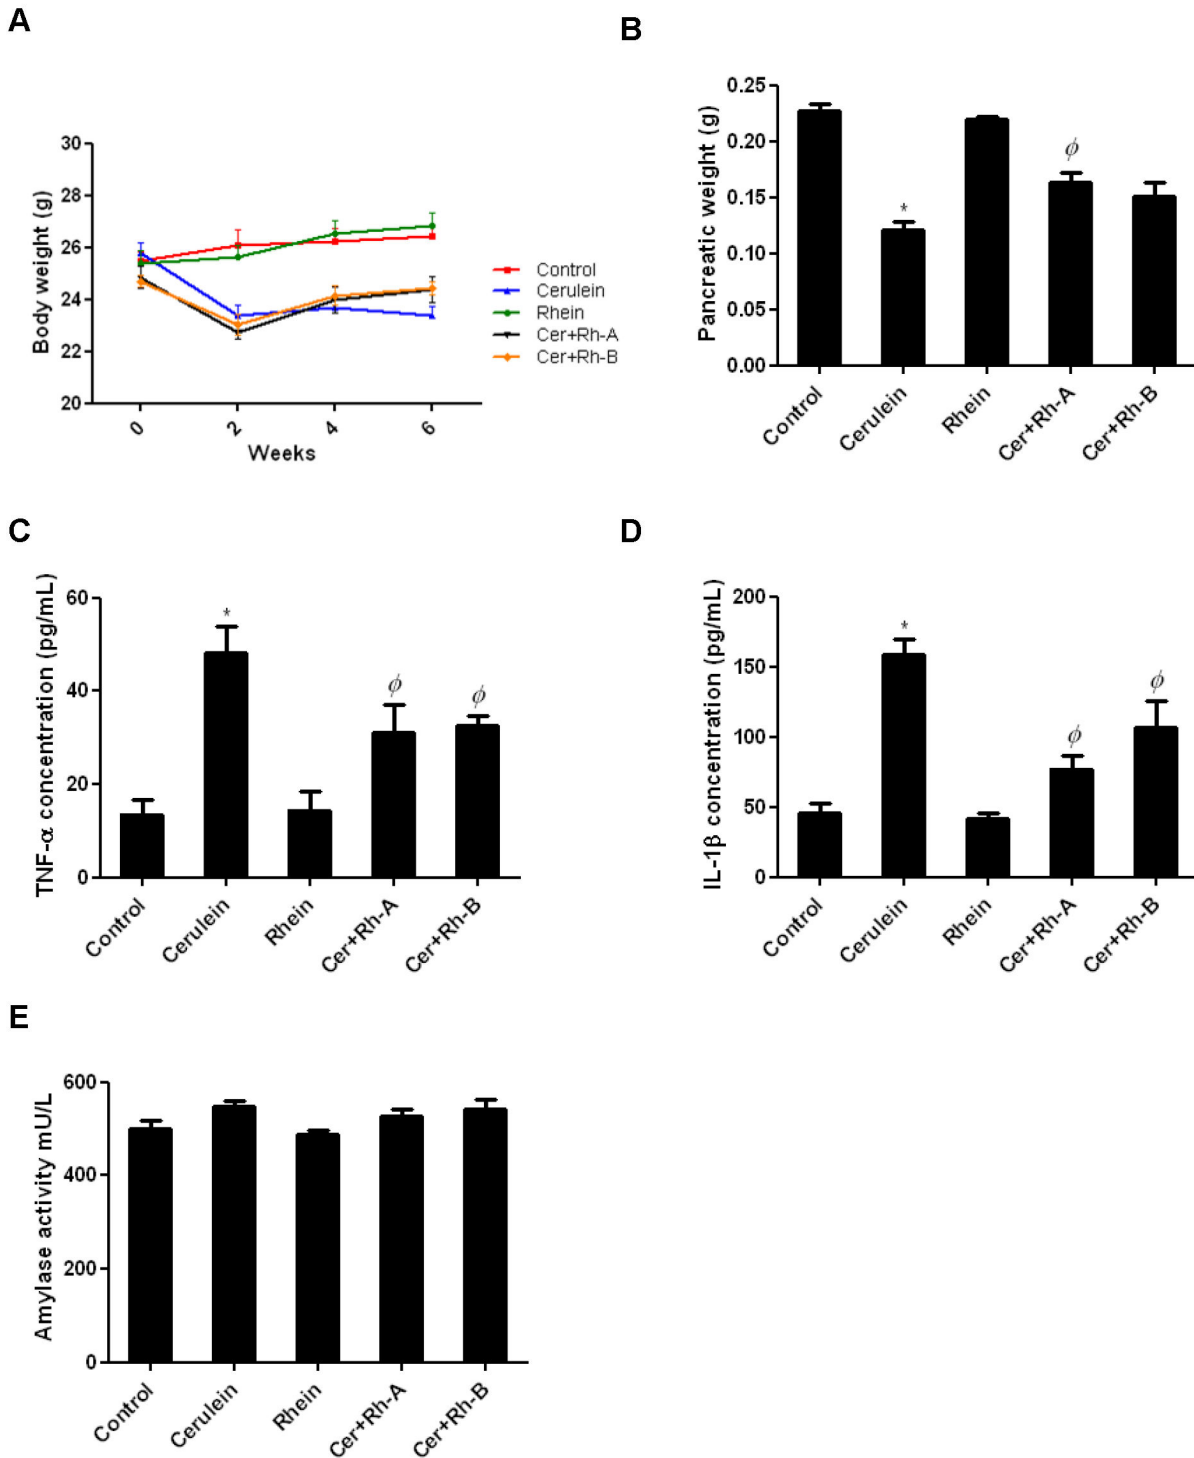 A
Body weight (g)
30
28
26
24
22
20
0
2
4
6
Weeks
Control
Cerulein
Rhein
Cer+Rh-A
Cer+Rh-B
B
Pancreatic weight (g)
0.25
0.20
0.15
0.10
0.05
0.00
*
ϕ
Control
Cerulein
Rhein
Cer+Rh-A
Cer+Rh-B
C
TNF-α concentration (pg/mL)
60
40
20
0
*
ϕ
ϕ
Control
Cerulein
Rhein
Cer+Rh-A
Cer+Rh-B
D
IL-1β concentration (pg/mL)
200
150
100
50
0
*
ϕ
ϕ
Control
Cerulein
Rhein
Cer+Rh-A
Cer+Rh-B
E
Amylase activity mU/L
600
400
200
0
Control
Cerulein
Rhein
Cer+Rh-A
Cer+Rh-B